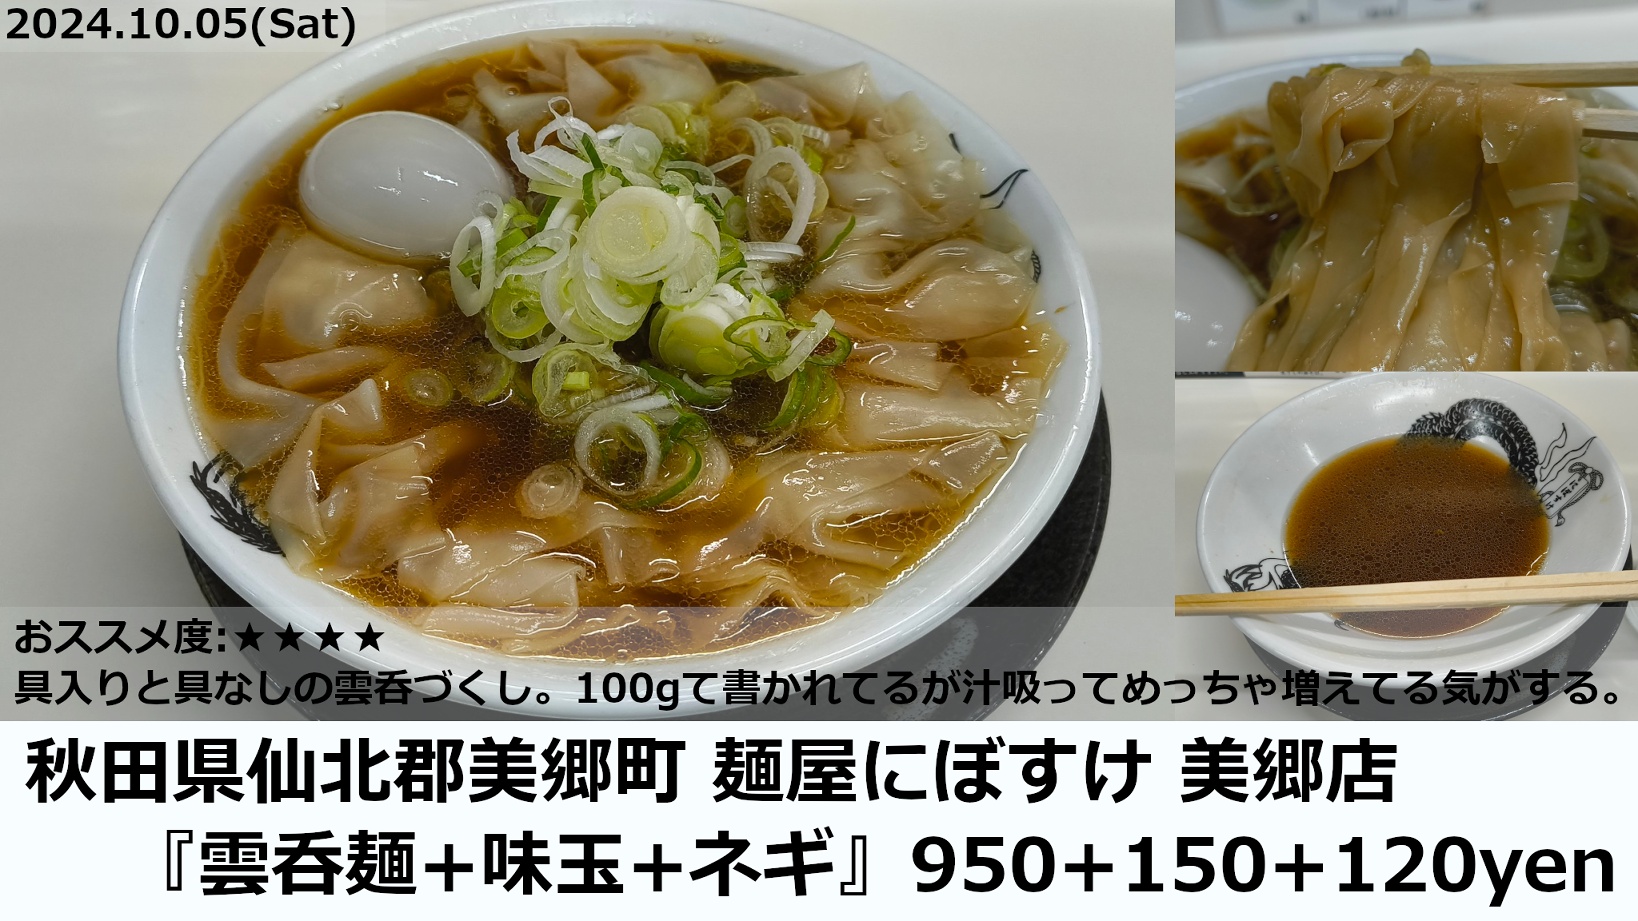 2024.10.05(Sat)
おススメ度:★★★★
具入りと具なしの雲呑づくし。100gて書かれてるが汁吸ってめっちゃ増えてる気がする。
秋田県仙北郡美郷町 麺屋にぼすけ 美郷店
『雲呑麺+味玉+ネギ』950+150+120yen